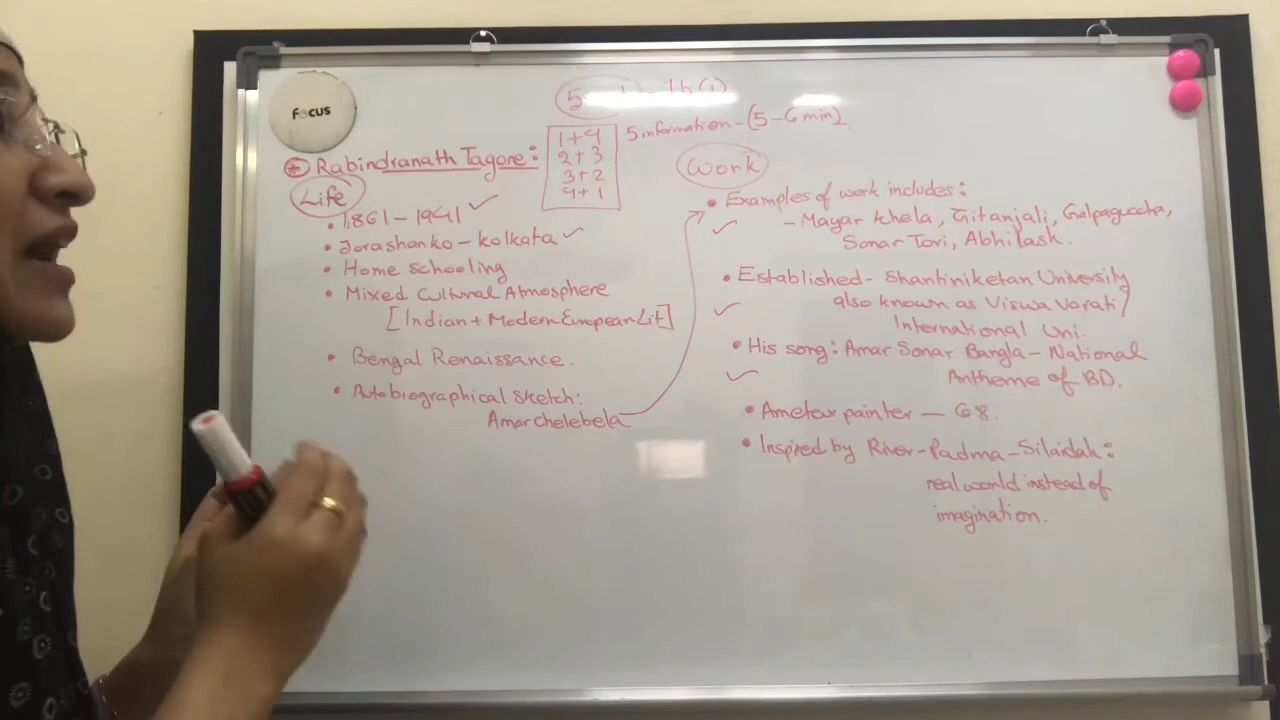 Focus
5 1b(i)
5 information - (5-6 min)
1+4
2+3
3+2
4+1
Rabindranath Tagore:
Life
• 1861 - 1941
• Jorashanko - kolkata
• Home schooling
• Mixed Cultural Atmosphere
[Indian + Modern European Lit]
• Bengal Renaissance.
• Autobiographical Sketch:
Amar chelebela
Work
• Examples of work includes:
- Mayar khela, Gitanjali, Golpaguccha,
Sonar Tori, Abhilash.
• Established - Shantiniketan University
also known as Viswa Varati/
International Uni.
• His song: Amar Sonar Bangla - National
Antheme of BD.
• Ameteur painter — 68.
• Inspired by River-Padma-Silaidah:
real world instead of
imagination.